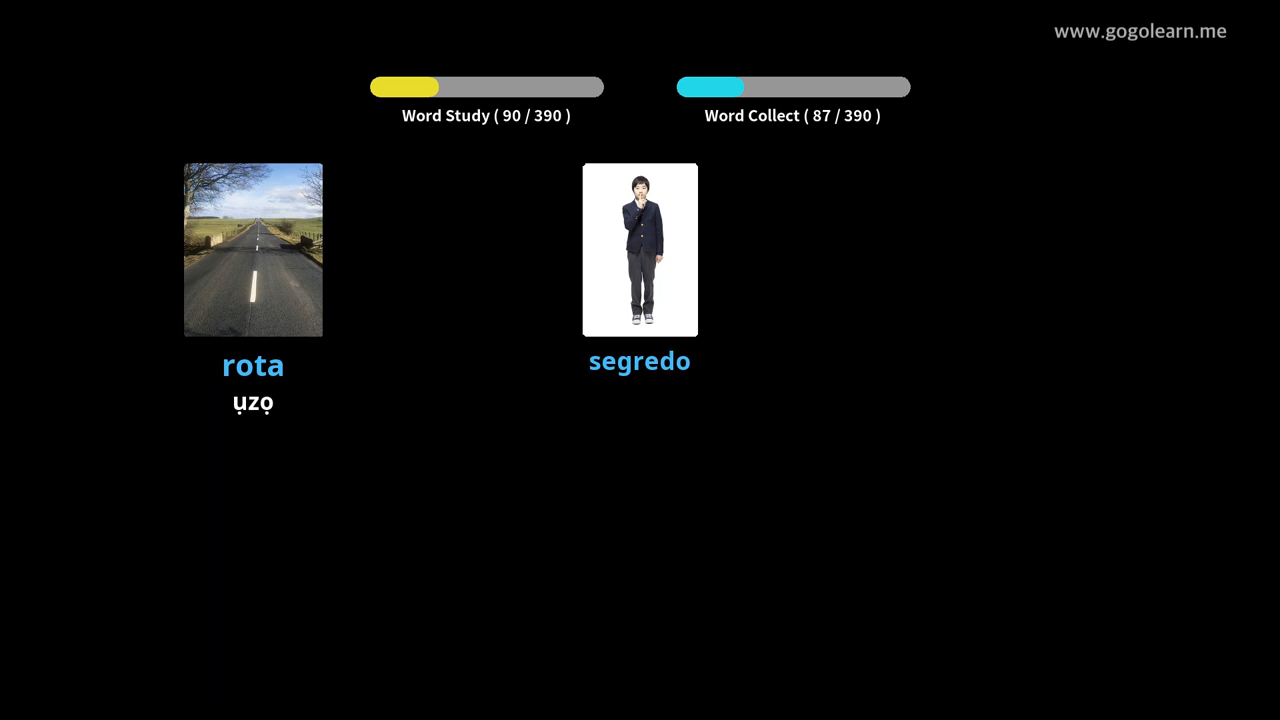 www.gogolearn.me
Word Study ( 90 / 390 )
Word Collect ( 87 / 390 )
rota
ụzọ
segredo